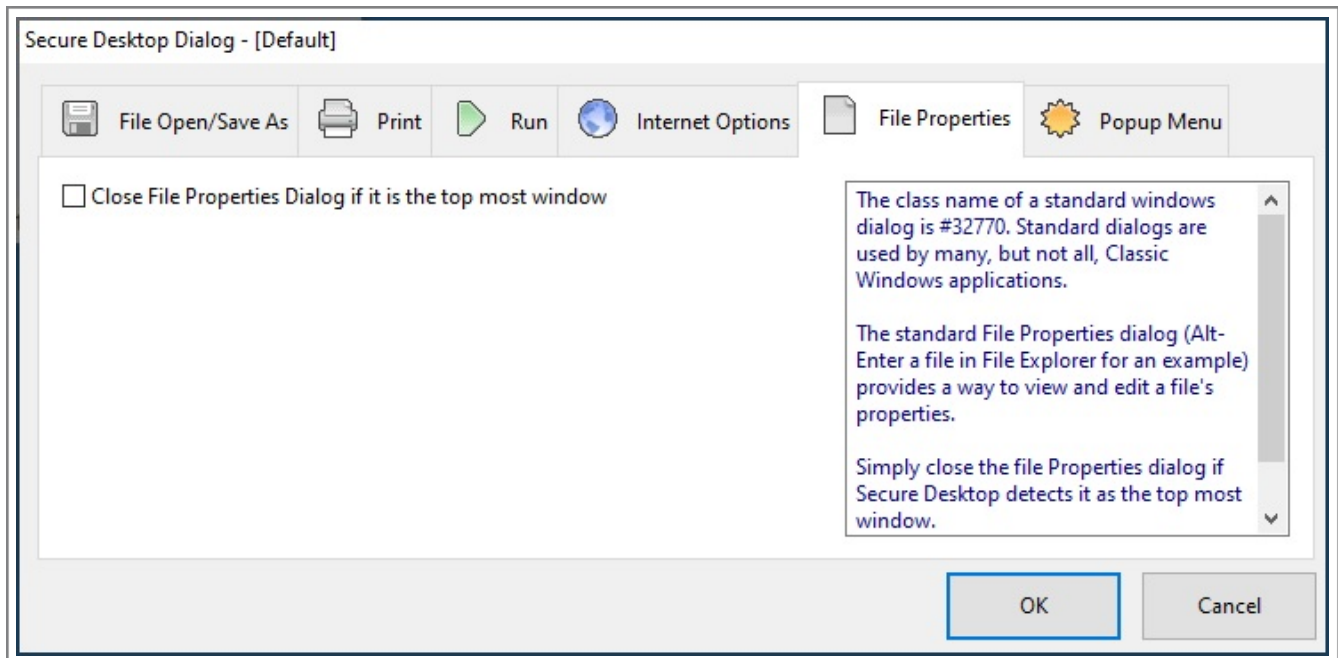 Secure Desktop Dialog - [Default]
File Open/Save As
Print
Run
Internet Options
File Properties
Popup Menu
Close File Properties Dialog if it is the top most window
The class name of a standard windows
dialog is #32770. Standard dialogs are
used by many, but not all, Classic
Windows applications.
The standard File Properties dialog (Alt-
Enter a file in File Explorer for an example)
provides a way to view and edit a file's
properties.
Simply close the file Properties dialog if
Secure Desktop detects it as the top most
window.
OK
Cancel